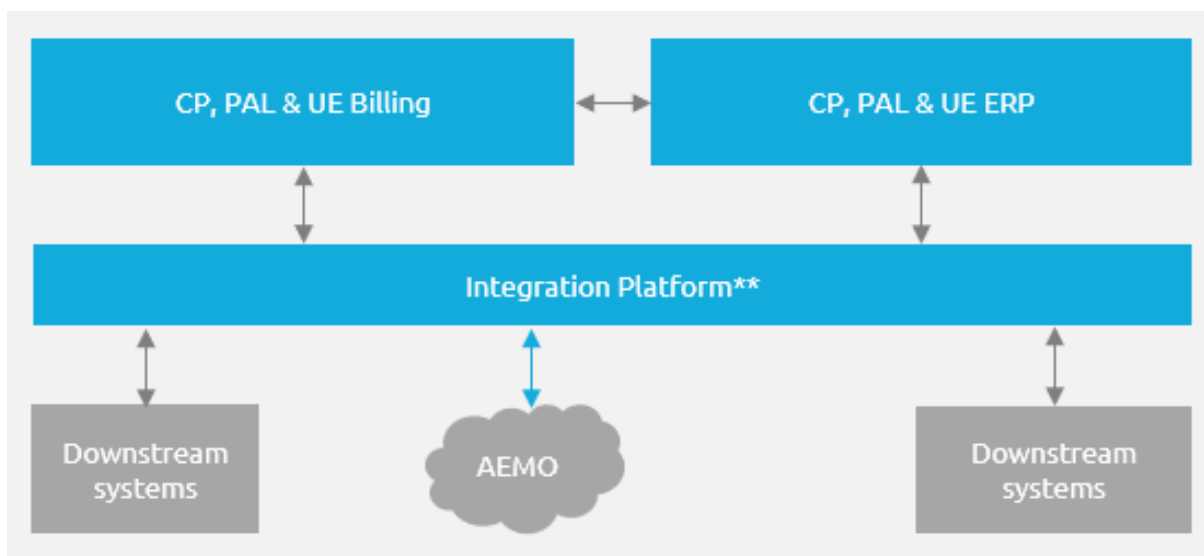 CP, PAL & UE Billing
CP, PAL & UE ERP
Integration Platform**
Downstream
systems
AEMO
Downstream
systems